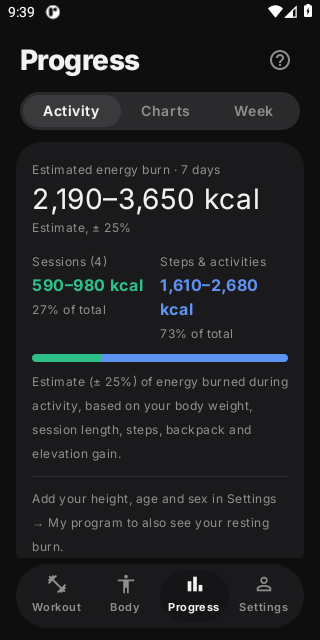 9:39
Progress
Activity Charts Week
Estimated energy burn · 7 days
2,190–3,650 kcal
Estimate, ± 25%
Sessions (4)
590–980 kcal
27% of total
Steps & activities
1,610–2,680
kcal
73% of total
Estimate (± 25%) of energy burned during
activity, based on your body weight,
session length, steps, backpack and
elevation gain.
Add your height, age and sex in Settings
→ My program to also see your resting
burn.
Workout Body Progress Settings